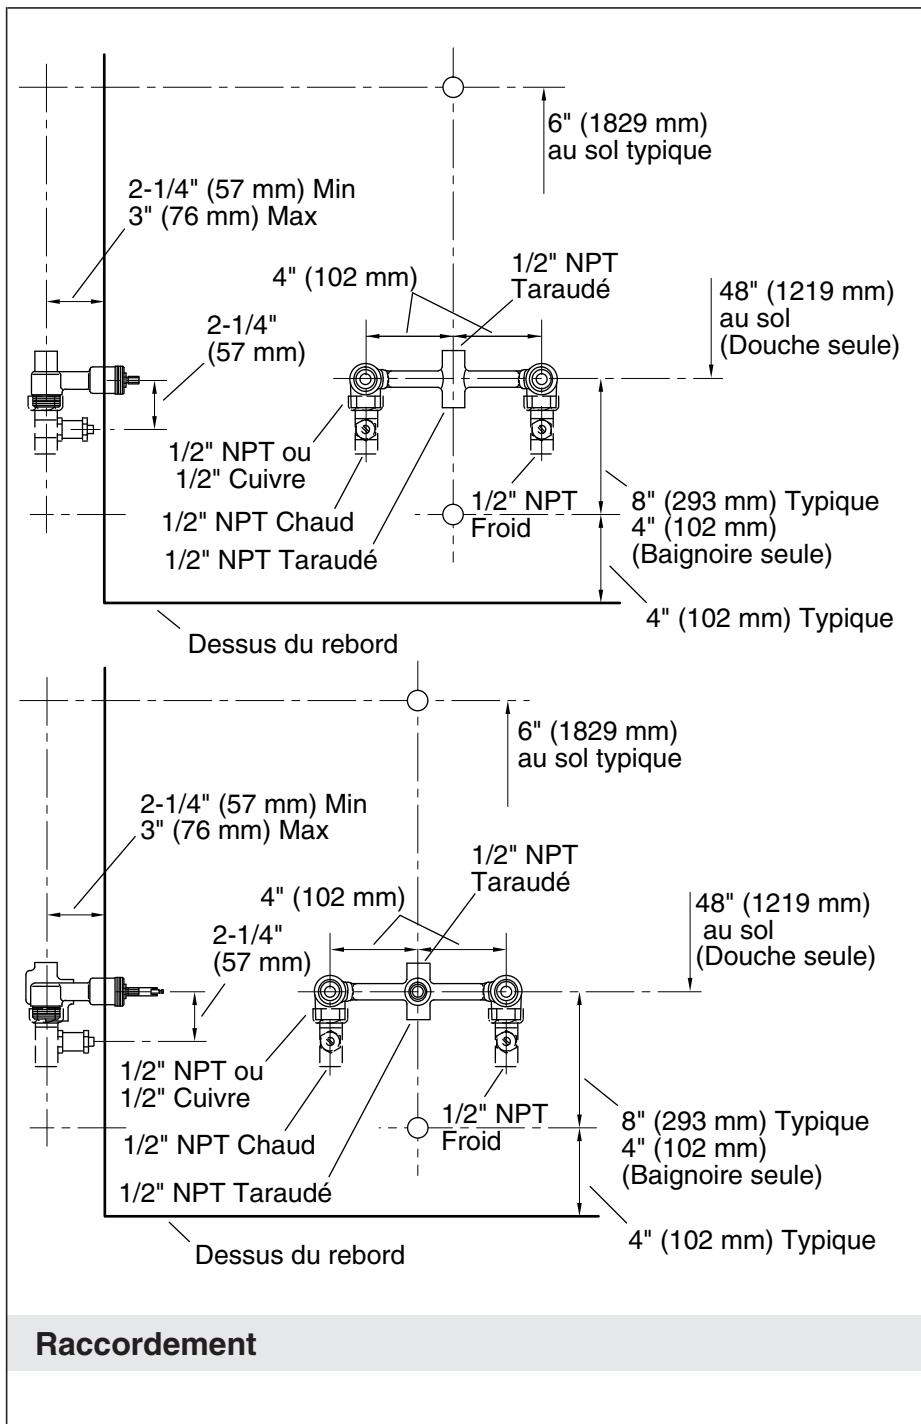 6" (1829 mm)
au sol typique
2-1/4" (57 mm) Min
3" (76 mm) Max
4" (102 mm)
1/2" NPT
Taraudé
48" (1219 mm)
au sol
(Douche seule)
2-1/4"
(57 mm)
1/2" NPT ou
1/2" Cuivre
1/2" NPT Chaud
1/2" NPT Taraudé
1/2" NPT
Froid
8" (293 mm) Typique
4" (102 mm)
(Baignoire seule)
4" (102 mm) Typique
Dessus du rebord
6" (1829 mm)
au sol typique
2-1/4" (57 mm) Min
3" (76 mm) Max
1/2" NPT
Taraudé
4" (102 mm)
48" (1219 mm)
au sol
(Douche seule)
2-1/4"
(57 mm)
1/2" NPT ou
1/2" Cuivre
1/2" NPT Chaud
1/2" NPT Taraudé
1/2" NPT
Froid
8" (293 mm) Typique
4" (102 mm)
(Baignoire seule)
4" (102 mm) Typique
Dessus du rebord
Raccordement